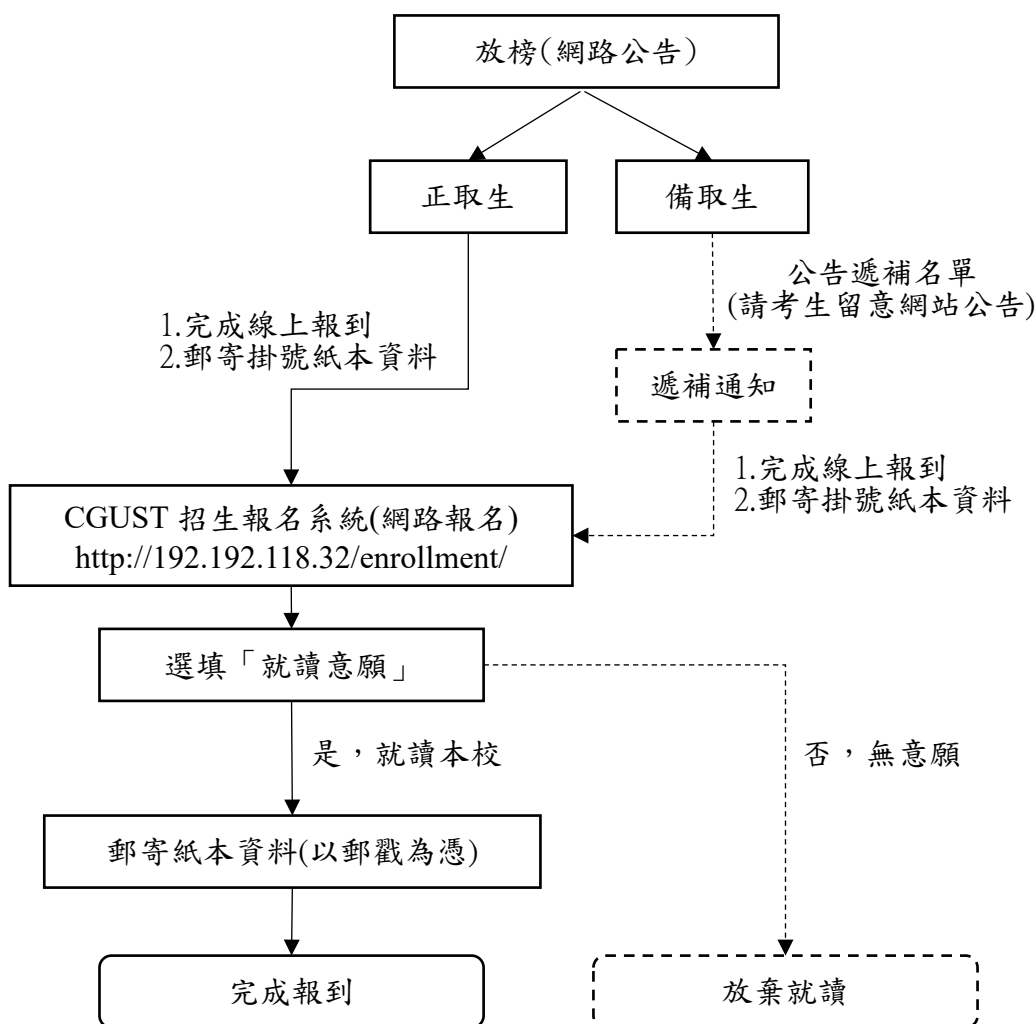 放榜(網路公告)
正取生
備取生
公告遞補名單
(請考生留意網站公告)
1.完成線上報到
2.郵寄掛號紙本資料
遞補通知
1.完成線上報到
2.郵寄掛號紙本資料
CGUST 招生報名系統(網路報名)
http://192.192.118.32/enrollment/
選填「就讀意願」
是，就讀本校
否，無意願
郵寄紙本資料(以郵戳為憑)
完成報到
放棄就讀